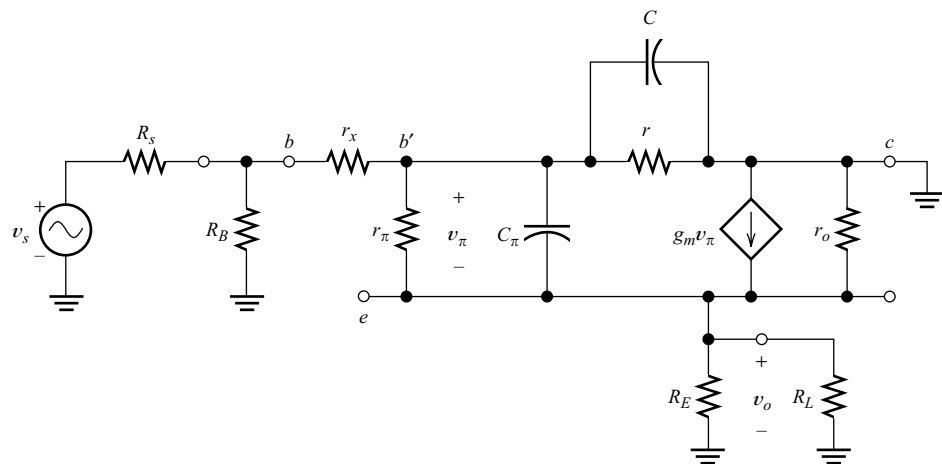 C
R_s
b
r_x
b′
r
c
+
v_s
−
R_B
r_π
+
v_π
−
C_π
g_m v_π
r_o
e
R_E
+
v_o
−
R_L